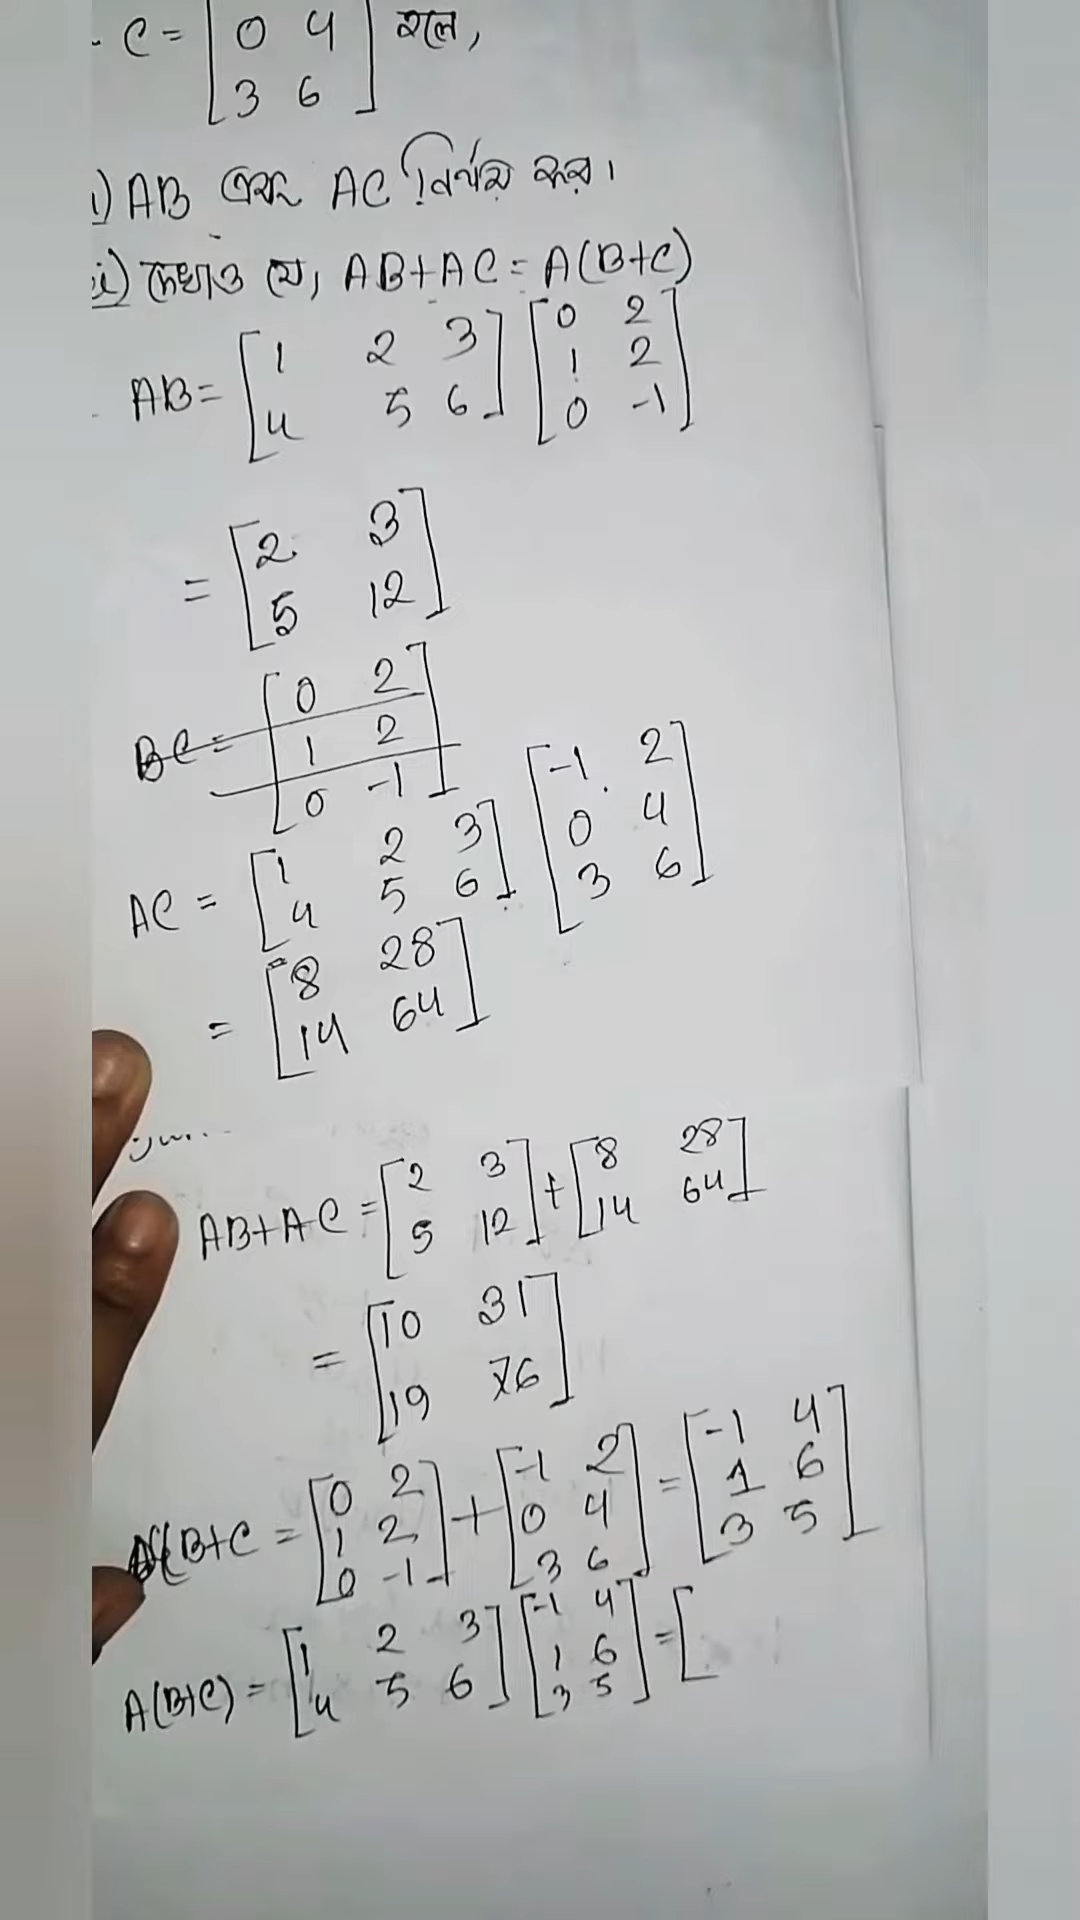 C = [ 0 4 ] হলে,
3 6
i) AB এবং AC নির্ণয় কর।
ii) দেখাও যে, AB+AC = A(B+C)
AB = [ 1 2 3 ] [ 0 2 ]
4 5 6 1 2
0 -1
= [ 2 3 ]
5 12
BC = [ 0 2 ]
1 2
0 -1
AC = [ 1 2 3 ] [ -1 2 ]
4 5 6 0 4
3 6
= [ 8 28 ]
14 64
AB+AC = [ 2 3 ] + [ 8 28 ]
5 12 14 64
= [ 10 31 ]
19 76
B+C = [ 0 2 ] + [ -1 2 ] = [ -1 4 ]
1 2 0 4 1 6
0 -1 3 6 3 5
A(B+C) = [ 1 2 3 ] [ -1 4 ] = [
4 5 6 1 6
3 5